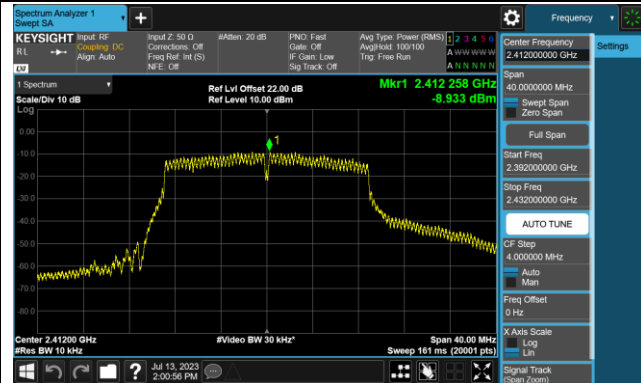 Spectrum Analyzer 1
Swept SA
+
Frequency
KEYSIGHT
RL
Input: RF
Coupling: DC
Align: Auto
Input Z: 50 Ω
Corrections: Off
Freq Ref: Int (S)
NFE: Off
#Atten: 20 dB
PNO: Fast
Gate: Off
IF Gain: Low
Sig Track: Off
Avg Type: Power (RMS)
Avg|Hold: 100/100
Trig: Free Run
1 2 3 4 5 6
A W W W W W
A N N N N N
LXI
1 Spectrum
Scale/Div 10 dB
Log
Ref Lvl Offset 22.00 dB
Ref Level 10.00 dBm
Mkr1 2.412 258 GHz
-8.933 dBm
1
0.00
-10.0
-20.0
-30.0
-40.0
-50.0
-60.0
-70.0
-80.0
Center 2.41200 GHz
#Res BW 10 kHz
#Video BW 30 kHz*
Span 40.00 MHz
Sweep 161 ms (20001 pts)
Jul 13, 2023
2:00:56 PM
?
Center Frequency
2.412000000 GHz
Settings
Span
40.0000000 MHz
Swept Span
Zero Span
Full Span
Start Freq
2.392000000 GHz
Stop Freq
2.432000000 GHz
AUTO TUNE
CF Step
4.000000 MHz
Auto
Man
Freq Offset
0 Hz
X Axis Scale
Log
Lin
Signal Track
(Span Zoom)